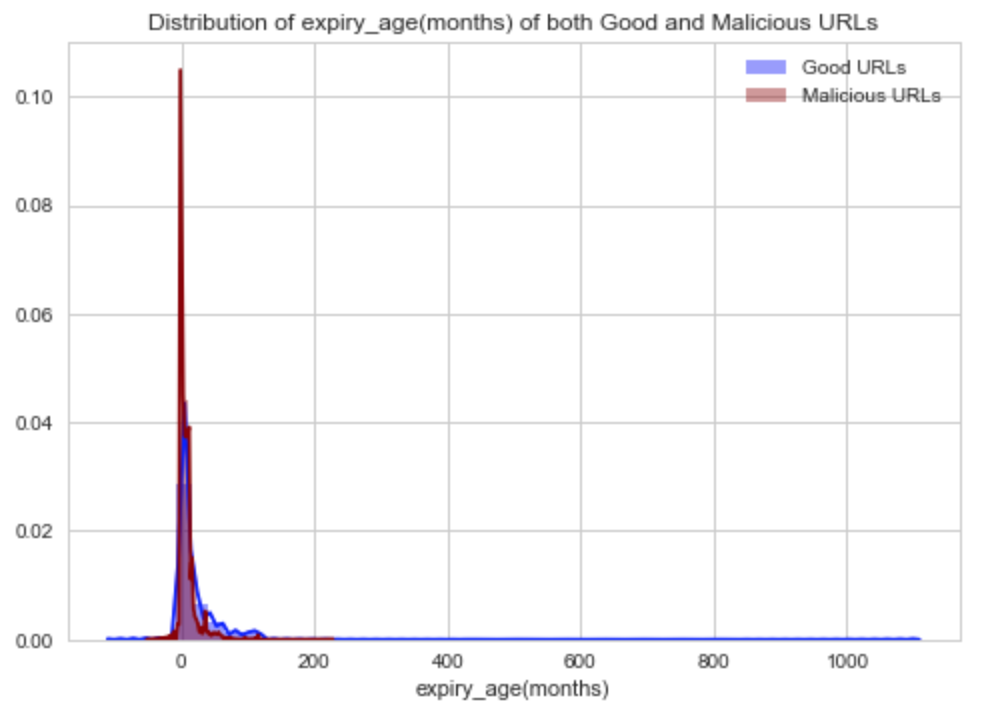 Distribution of expiry_age(months) of both Good and Malicious URLs
Good URLs
Malicious URLs
0.10
0.08
0.06
0.04
0.02
0.00
0 200 400 600 800 1000
expiry_age(months)